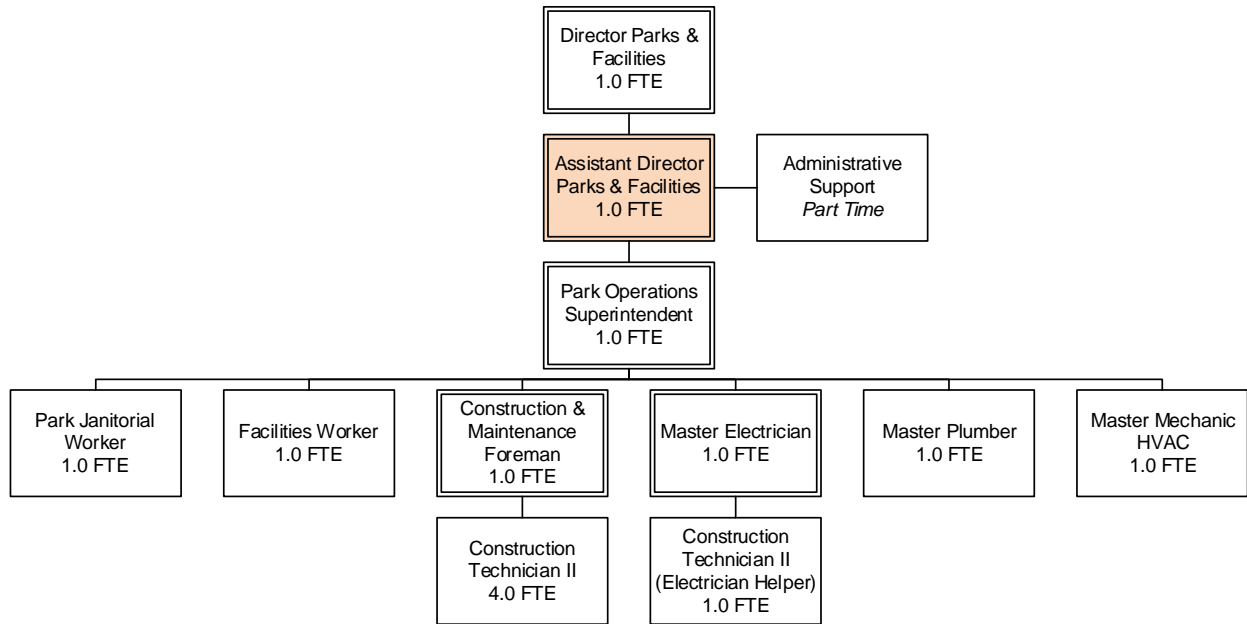 Director Parks &
Facilities
1.0 FTE
Assistant Director
Parks & Facilities
1.0 FTE
Administrative
Support
Part Time
Park Operations
Superintendent
1.0 FTE
Park Janitorial
Worker
1.0 FTE
Facilities Worker
1.0 FTE
Construction &
Maintenance
Foreman
1.0 FTE
Master Electrician
1.0 FTE
Master Plumber
1.0 FTE
Master Mechanic
HVAC
1.0 FTE
Construction
Technician II
4.0 FTE
Construction
Technician II
(Electrician Helper)
1.0 FTE